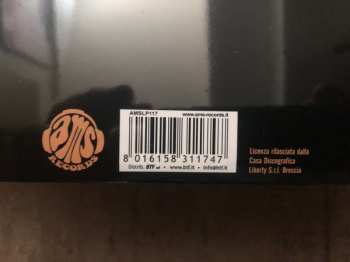 ams
RECORDS
AMSLP117 www.ams-records.it
8 016158 311747
Distrib. BTF srl • www.btf.it • info@btf.it
Licenza rilasciata dalla
Casa Discografica
Liberty S.r.l. Brescia